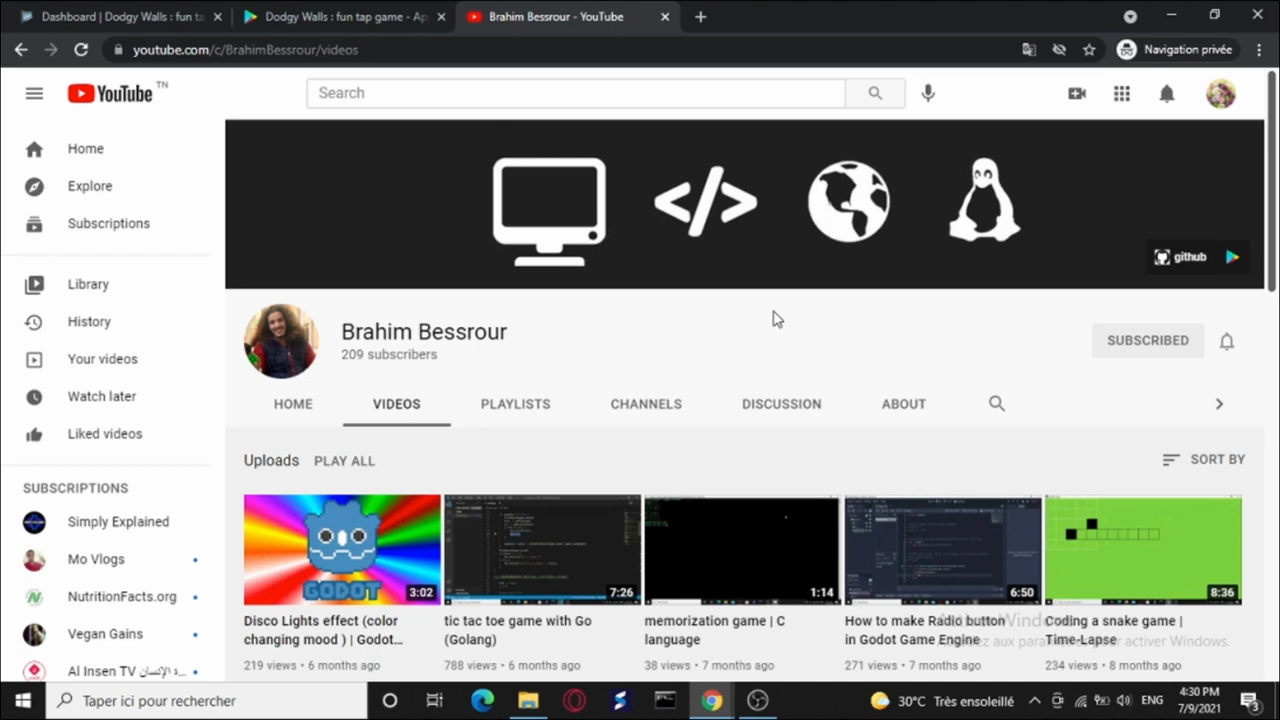 Dashboard | Dodgy Walls : fun ta
Dodgy Walls : fun tap game - Ap
Brahim Bessrour - YouTube
youtube.com/c/BrahimBessrour/videos
Navigation privée
YouTube TN
Search
Home
Explore
Subscriptions
Library
History
Your videos
Watch later
Liked videos
SUBSCRIPTIONS
Simply Explained
Mo Vlogs
NutritionFacts.org
Vegan Gains
Al Insen TV
github
Brahim Bessrour
209 subscribers
SUBSCRIBED
HOME
VIDEOS
PLAYLISTS
CHANNELS
DISCUSSION
ABOUT
Uploads
PLAY ALL
SORT BY
GODOT
3:02
7:26
1:14
6:50
8:36
Disco Lights effect (color
changing mood ) | Godot...
219 views • 6 months ago
tic tac toe game with Go
(Golang)
788 views • 6 months ago
memorization game | C
language
38 views • 7 months ago
How to make Radio button
in Godot Game Engine
271 views • 7 months ago
Coding a snake game |
Time-Lapse
234 views • 8 months ago
aux activer Windows.
Taper ici pour rechercher
30°C Très ensoleillé
ENG
4:30 PM
7/9/2021
3